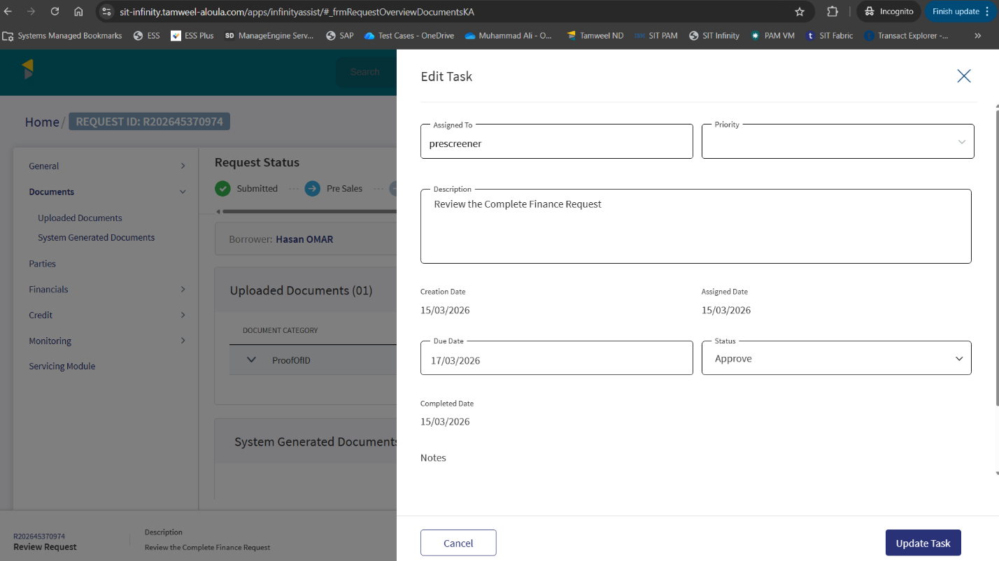 sit-infinity.tamweel-aloula.com/apps/infinityassist/#_frmRequestOverviewDocumentsKA
Incognito
Finish update
Systems Managed Bookmarks
ESS
ESS Plus
SD ManageEngine Serv...
SAP
Test Cases - OneDrive
Muhammad Ali - O...
Tamweel ND
IBM SIT PAM
SIT Infinity
PAM VM
t SIT Fabric
Transact Explorer -...
Search
Home/
REQUEST ID: R202645370974
General
Documents
Uploaded Documents
System Generated Documents
Parties
Financials
Credit
Monitoring
Servicing Module
Request Status
Submitted
Pre Sales
Borrower: Hasan OMAR
Uploaded Documents (01)
DOCUMENT CATEGORY
ProofOfID
System Generated Documents
R202645370974
Review Request
Description
Review the Complete Finance Request
Edit Task
Assigned To
prescreener
Priority
Description
Review the Complete Finance Request
Creation Date
15/03/2026
Assigned Date
15/03/2026
Due Date
17/03/2026
Status
Approve
Completed Date
15/03/2026
Notes
Cancel
Update Task